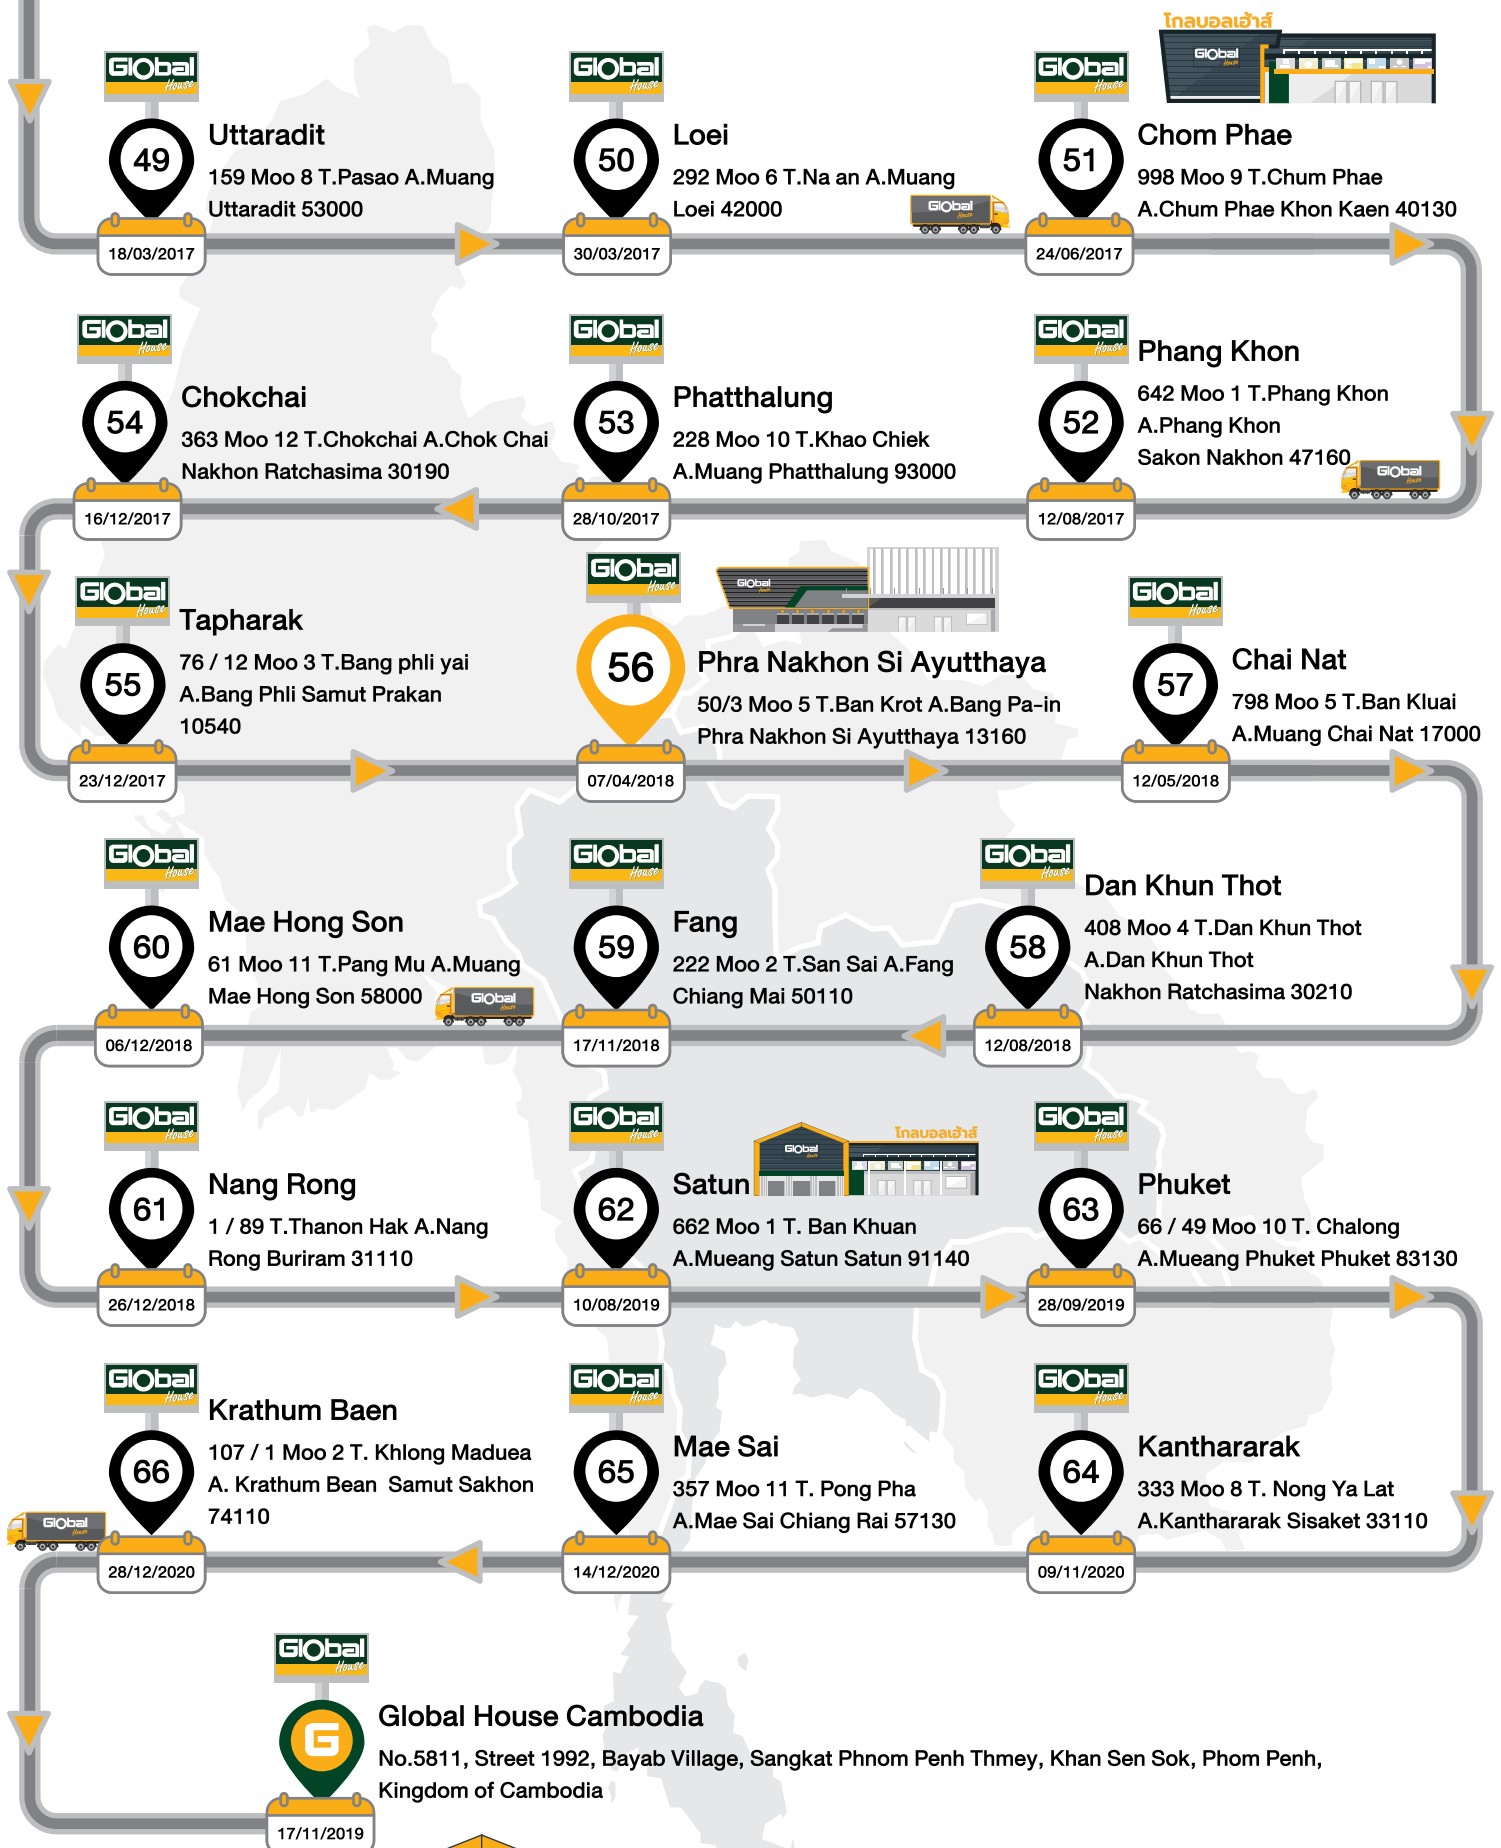 โกลบอลเฮ้าส์
Global House
Global House
Global House
Global House
49
Uttaradit
159 Moo 8 T.Pasao A.Muang
Uttaradit 53000
18/03/2017
50
Loei
292 Moo 6 T.Na an A.Muang
Loei 42000
Global House
30/03/2017
51
Chom Phae
998 Moo 9 T.Chum Phae
A.Chum Phae Khon Kaen 40130
24/06/2017
Global House
54
Chokchai
363 Moo 12 T.Chokchai A.Chok Chai
Nakhon Ratchasima 30190
16/12/2017
Global House
53
Phatthalung
228 Moo 10 T.Khao Chiek
A.Muang Phatthalung 93000
28/10/2017
Global House
52
Phang Khon
642 Moo 1 T.Phang Khon
A.Phang Khon
Sakon Nakhon 47160
Global House
12/08/2017
Global House
55
Tapharak
76 / 12 Moo 3 T.Bang phli yai
A.Bang Phli Samut Prakan
10540
23/12/2017
Global House
Global House
56
Phra Nakhon Si Ayutthaya
50/3 Moo 5 T.Ban Krot A.Bang Pa-in
Phra Nakhon Si Ayutthaya 13160
07/04/2018
Global House
57
Chai Nat
798 Moo 5 T.Ban Kluai
A.Muang Chai Nat 17000
12/05/2018
Global House
60
Mae Hong Son
61 Moo 11 T.Pang Mu A.Muang
Mae Hong Son 58000
Global House
06/12/2018
Global House
59
Fang
222 Moo 2 T.San Sai A.Fang
Chiang Mai 50110
17/11/2018
Global House
58
Dan Khun Thot
408 Moo 4 T.Dan Khun Thot
A.Dan Khun Thot
Nakhon Ratchasima 30210
12/08/2018
Global House
61
Nang Rong
1 / 89 T.Thanon Hak A.Nang
Rong Buriram 31110
26/12/2018
Global House
โกลบอลเฮ้าส์
Global House
62
Satun
662 Moo 1 T. Ban Khuan
A.Mueang Satun Satun 91140
10/08/2019
Global House
63
Phuket
66 / 49 Moo 10 T. Chalong
A.Mueang Phuket Phuket 83130
28/09/2019
Global House
66
Krathum Baen
107 / 1 Moo 2 T. Khlong Maduea
A. Krathum Bean Samut Sakhon
74110
Global House
28/12/2020
Global House
65
Mae Sai
357 Moo 11 T. Pong Pha
A.Mae Sai Chiang Rai 57130
14/12/2020
Global House
64
Kanthararak
333 Moo 8 T. Nong Ya Lat
A.Kanthararak Sisaket 33110
09/11/2020
Global House
G
Global House Cambodia
No.5811, Street 1992, Bayab Village, Sangkat Phnom Penh Thmey, Khan Sen Sok, Phom Penh,
Kingdom of Cambodia
17/11/2019